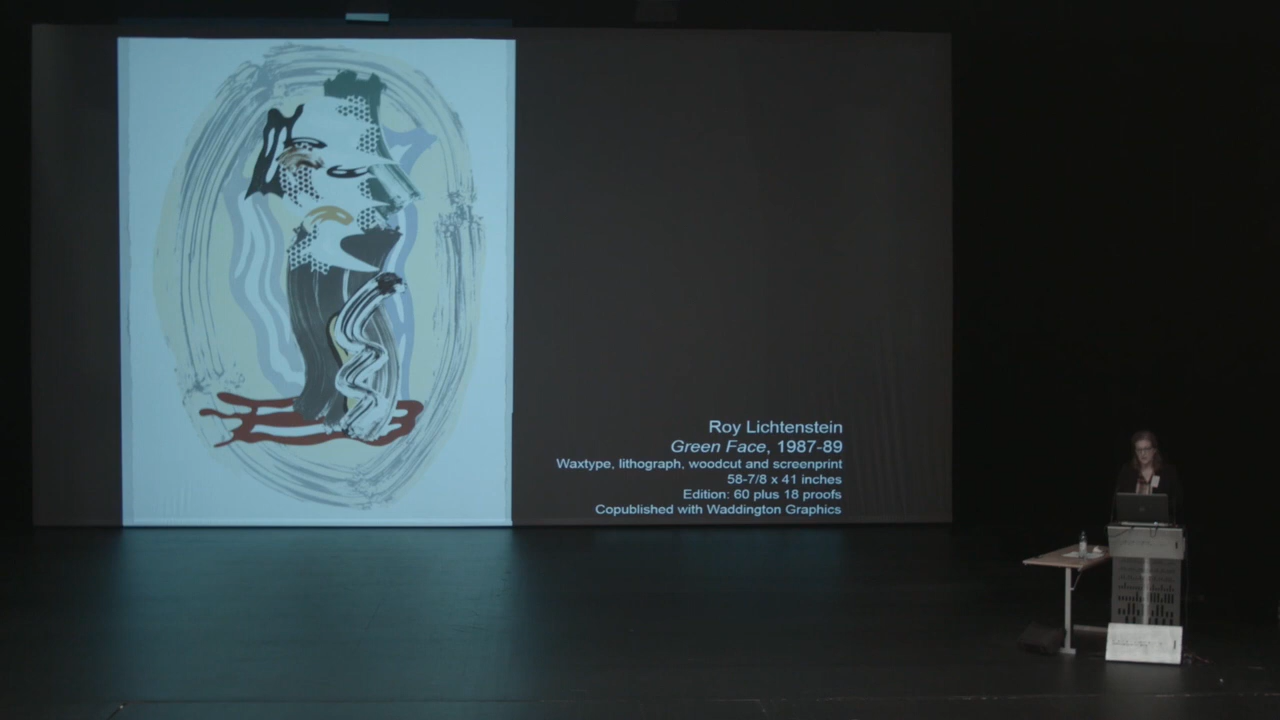 Roy Lichtenstein
Green Face, 1987-89
Waxtype, lithograph, woodcut and screenprint
58-7/8 x 41 inches
Edition: 60 plus 18 proofs
Copublished with Waddington Graphics